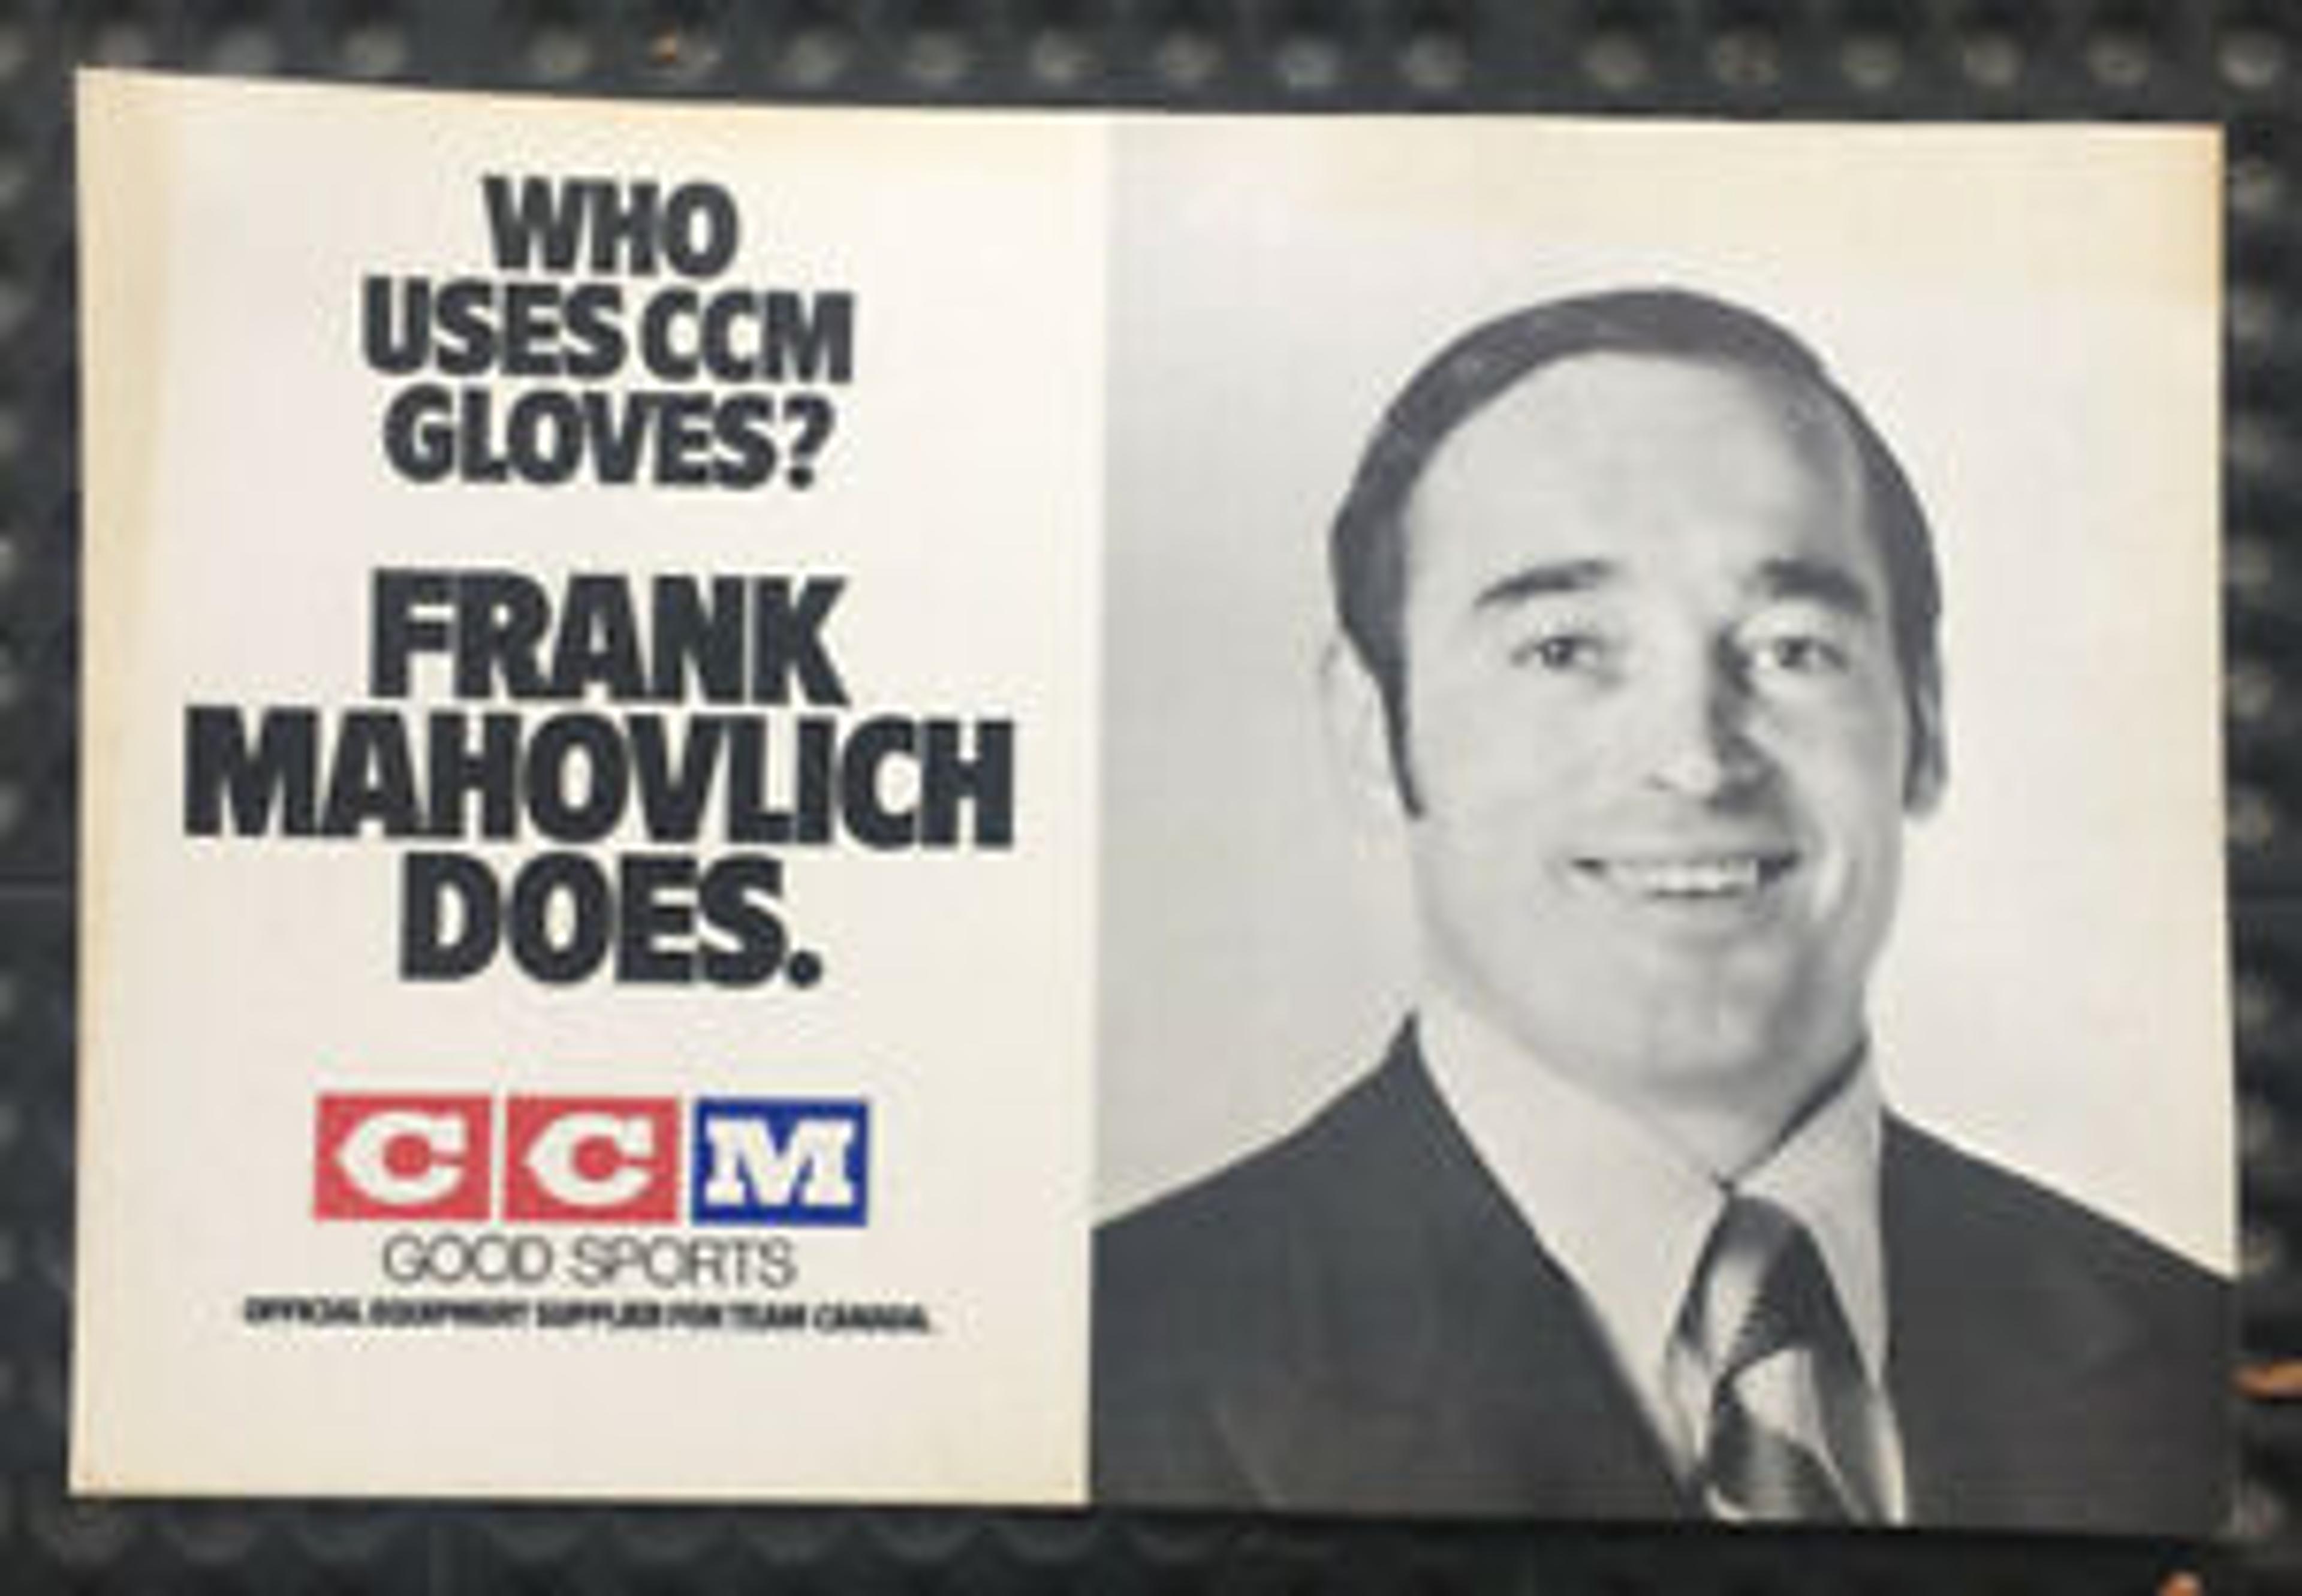 WHO
USES CCM
GLOVES?
FRANK
MAHOVLICH
DOES.
CCM
GOOD SPORTS
OFFICIAL EQUIPMENT SUPPLIER FOR TEAM CANADA.